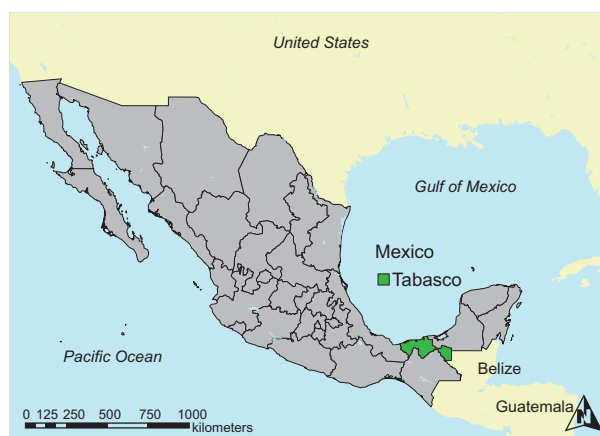 United States
Gulf of Mexico
Mexico
Tabasco
Pacific Ocean
Belize
Guatemala
N
0 125 250 500 750 1000
kilometers